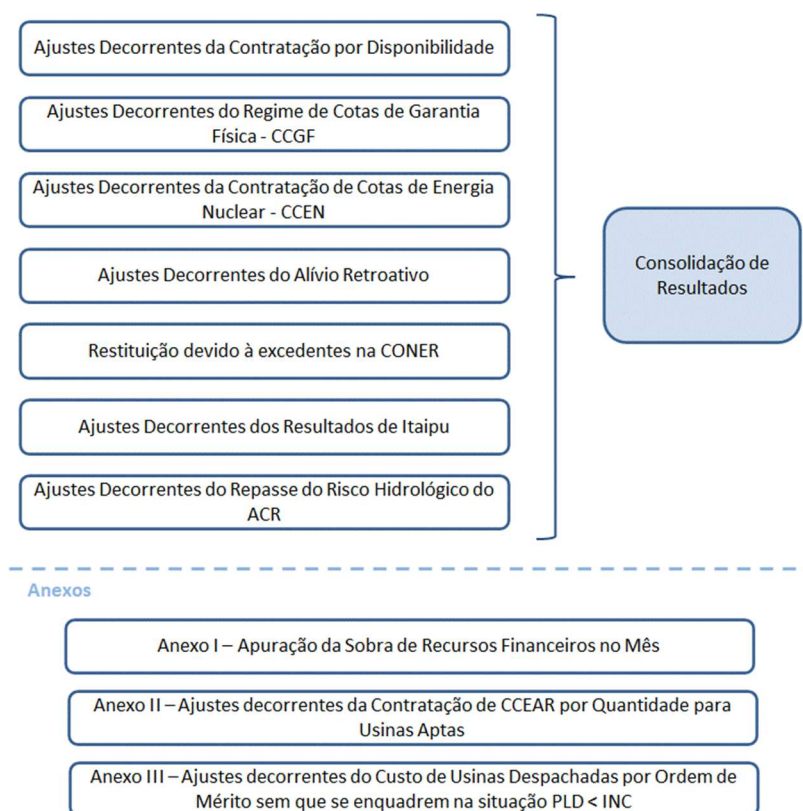 Ajustes Decorrentes da Contratação por Disponibilidade
Ajustes Decorrentes do Regime de Cotas de Garantia
Física - CCGF
Ajustes Decorrentes da Contratação de Cotas de Energia
Nuclear - CCEN
Ajustes Decorrentes do Alívio Retroativo
Restituição devido à excedentes na CONER
Ajustes Decorrentes dos Resultados de Itaipu
Ajustes Decorrentes do Repasse do Risco Hidrológico do
ACR
Consolidação de
Resultados
Anexos
Anexo I – Apuração da Sobra de Recursos Financeiros no Mês
Anexo II – Ajustes decorrentes da Contratação de CCEAR por Quantidade para
Usinas Aptas
Anexo III – Ajustes decorrentes do Custo de Usinas Despachadas por Ordem de
Mérito sem que se enquadrem na situação PLD < INC